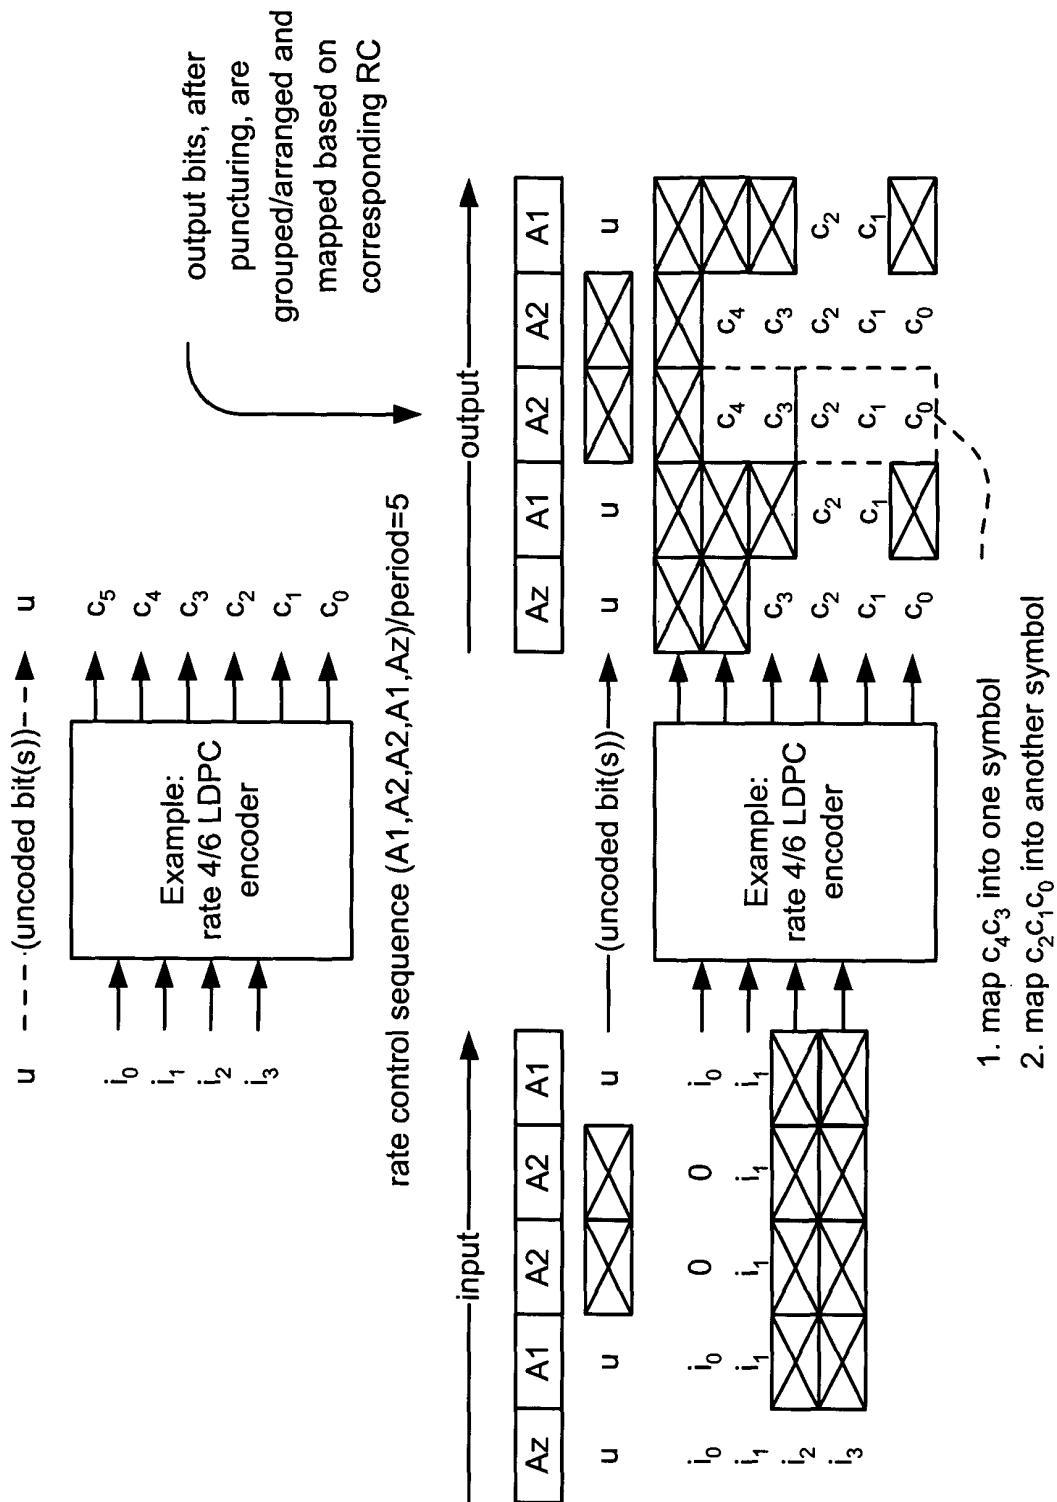 u (uncoded bit(s)) u
i0
i1
i2
i3
Example:
rate 4/6 LDPC
encoder
c5
c4
c3
c2
c1
c0
output bits, after
puncturing, are
grouped/arranged and
mapped based on
corresponding RC
rate control sequence (A1,A2,A2,A1,Az)/period=5
input
Az A1 A2 A2 A1
u u u
i0 i0 0 0 i0
i1 i1 i1 i1 i1
i2
i3
(uncoded bit(s))
Example:
rate 4/6 LDPC
encoder
output
Az A1 A2 A2 A1
u u u
c4 c4
c3 c3 c3
c2 c2 c2 c2 c2
c1 c1 c1 c1 c1
c0 c0 c0
1. map c4c3 into one symbol
2. map c2c1c0 into another symbol